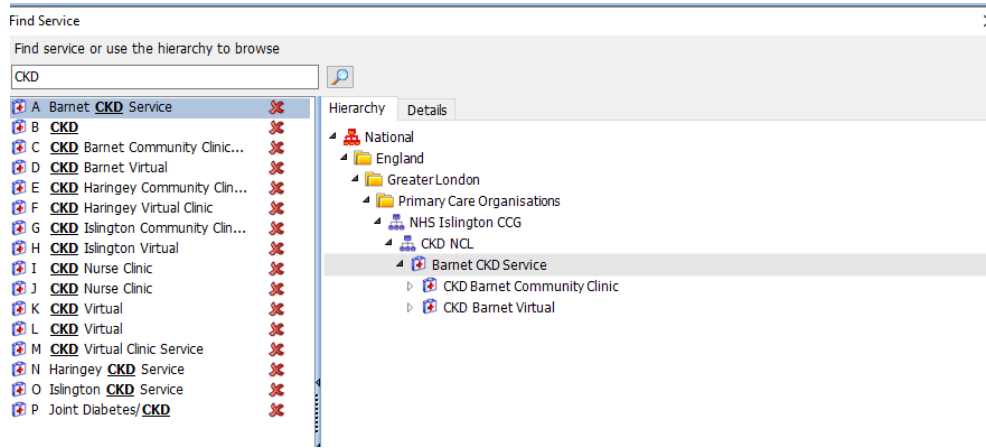 Find Service
Find service or use the hierarchy to browse
CKD
A Barnet CKD Service
B CKD
C CKD Barnet Community Clinic...
D CKD Barnet Virtual
E CKD Haringey Community Clin...
F CKD Haringey Virtual Clinic
G CKD Islington Community Clin...
H CKD Islington Virtual
I CKD Nurse Clinic
J CKD Nurse Clinic
K CKD Virtual
L CKD Virtual
M CKD Virtual Clinic Service
N Haringey CKD Service
O Islington CKD Service
P Joint Diabetes/CKD
Hierarchy Details
National
England
Greater London
Primary Care Organisations
NHS Islington CCG
CKD NCL
Barnet CKD Service
CKD Barnet Community Clinic
CKD Barnet Virtual